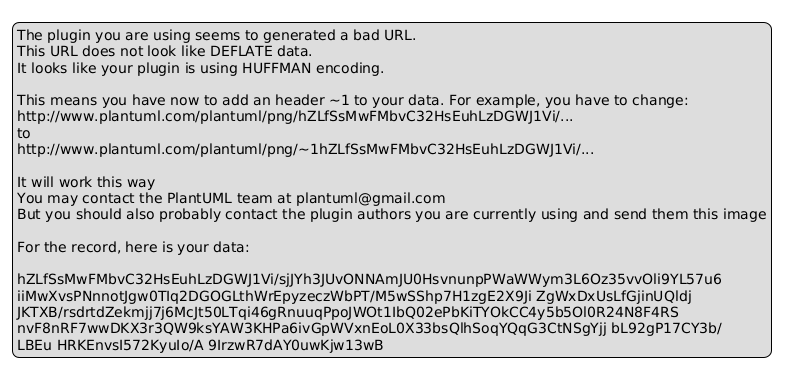 The plugin you are using seems to generated a bad URL.
This URL does not look like DEFLATE data.
It looks like your plugin is using HUFFMAN encoding.
This means you have now to add an header ~1 to your data. For example, you have to change:
http://www.plantuml.com/plantuml/png/hZLfSsMwFMbvC32HsEuhLzDGWJ1Vi/...
to
http://www.plantuml.com/plantuml/png/~1hZLfSsMwFMbvC32HsEuhLzDGWJ1Vi/...
It will work this way
You may contact the PlantUML team at plantuml@gmail.com
But you should also probably contact the plugin authors you are currently using and send them this image
For the record, here is your data:
hZLfSsMwFMbvC32HsEuhLzDGWJ1Vi/sjJYh3JUvONNAmJU0HsvnunpPWaWWym3L6Oz35vvOli9YL57u6
iiMwXvsPNnnotJgw0TIq2DGOGLthWrEpyzeczWbPT/M5wSShp7H1zgE2X9Ji ZgWxDxUsLfGjinUQldj
JKTXB/rsdrtdZekmjj7j6McJt50LTqi46gRnuuqPpoJWOt1IbQ02ePbKiTYOkCC4y5b5Ol0R24N8F4RS
nvF8nRF7wwDKX3r3QW9ksYAW3KHPa6ivGpWVxnEoL0X33bsQlhSoqYQqG3CtNSgYjj bL92gP17CY3b/
LBEu HRKEnvsI572Kyulo/A 9IrzwR7dAY0uwKjw13wB